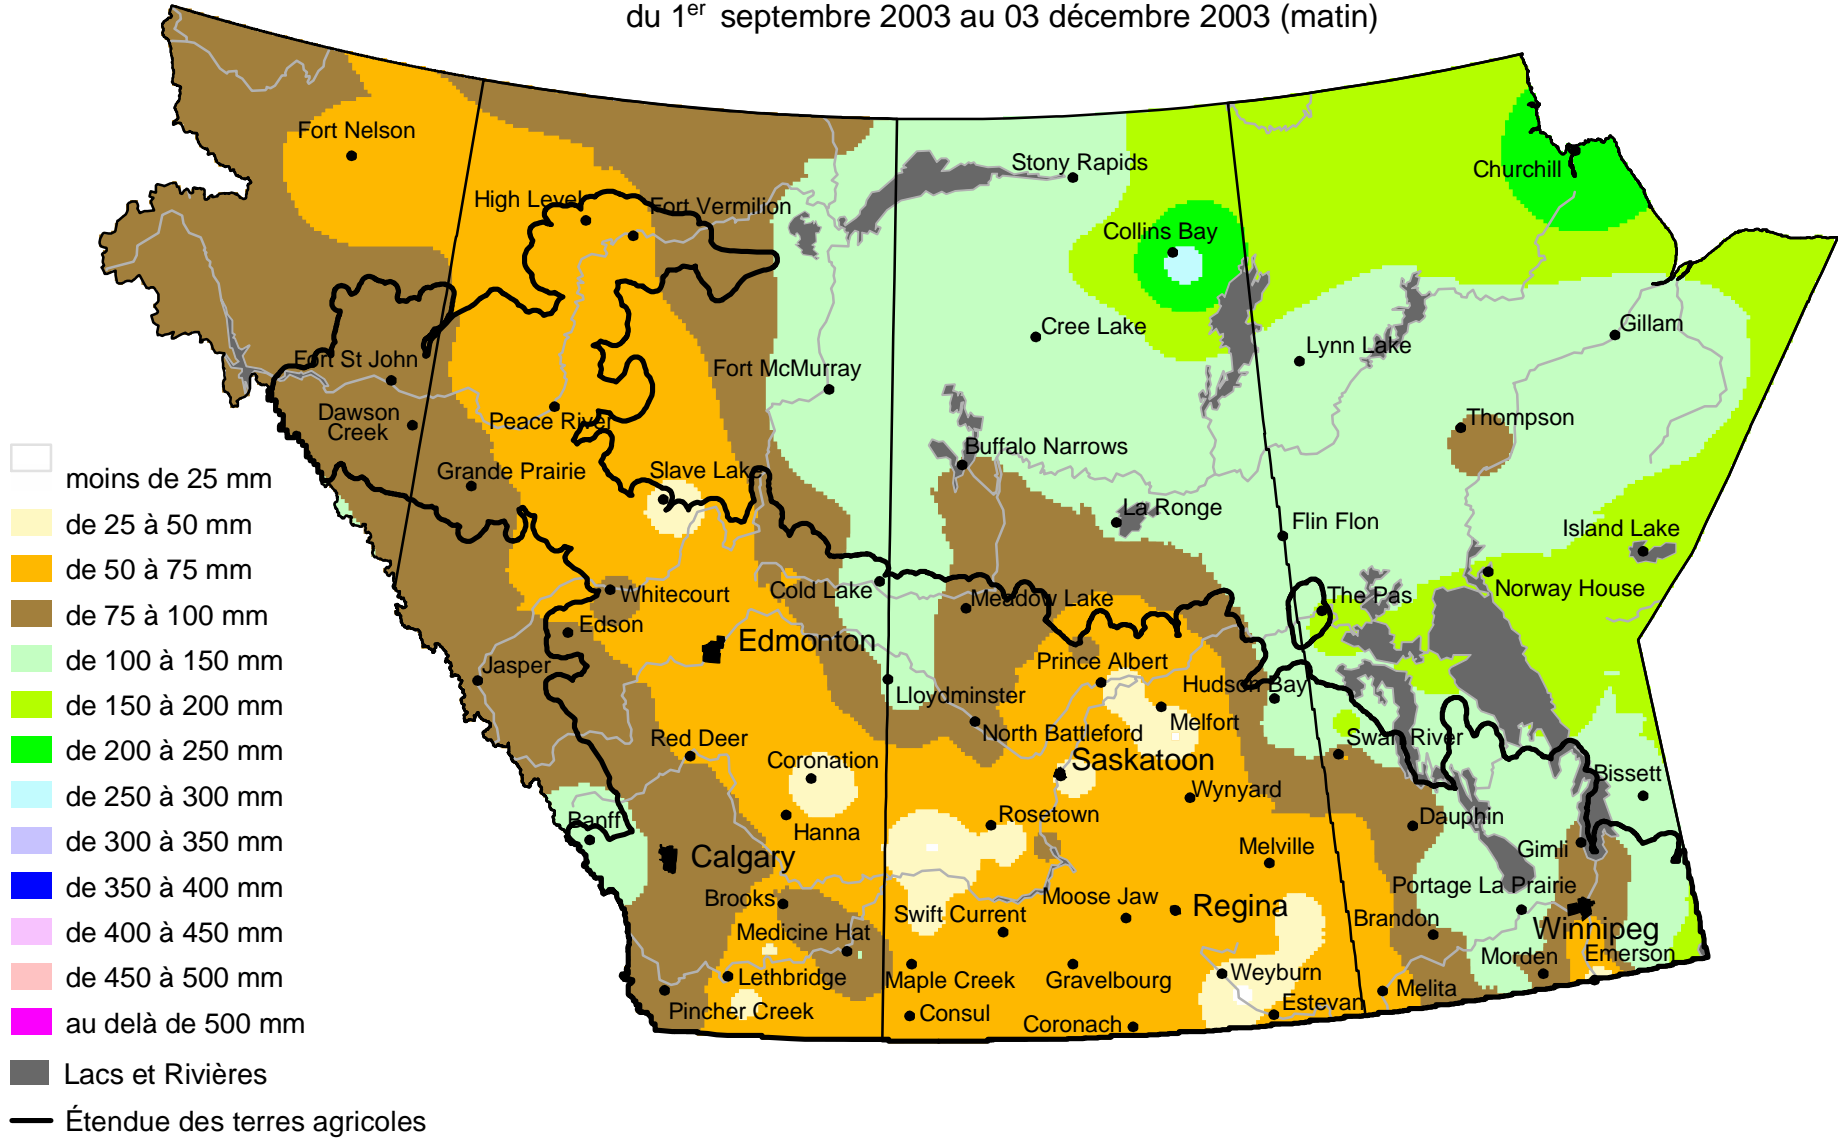 du 1er septembre 2003 au 03 décembre 2003 (matin)
Fort Nelson
Stony Rapids
Churchill
High Level
Fort Vermilion
Collins Bay
Cree Lake
Gillam
Lynn Lake
Fort St John
Fort McMurray
Dawson
Creek
Peace River
Thompson
Buffalo Narrows
Grande Prairie
Slave Lake
La Ronge
Flin Flon
Island Lake
Whitecourt
Cold Lake
Meadow Lake
The Pas
Norway House
Edson
Edmonton
Jasper
Prince Albert
Hudson Bay
Lloydminster
Melfort
North Battleford
Red Deer
Swan River
Coronation
Saskatoon
Bissett
Wynyard
Banff
Hanna
Rosetown
Dauphin
Calgary
Melville
Gimli
Brooks
Moose Jaw
Portage La Prairie
Swift Current
Regina
Brandon
Medicine Hat
Winnipeg
Morden
Emerson
Lethbridge
Maple Creek
Gravelbourg
Weyburn
Melita
Pincher Creek
Consul
Estevan
Coronach
moins de 25 mm
de 25 à 50 mm
de 50 à 75 mm
de 75 à 100 mm
de 100 à 150 mm
de 150 à 200 mm
de 200 à 250 mm
de 250 à 300 mm
de 300 à 350 mm
de 350 à 400 mm
de 400 à 450 mm
de 450 à 500 mm
au delà de 500 mm
Lacs et Rivières
Étendue des terres agricoles